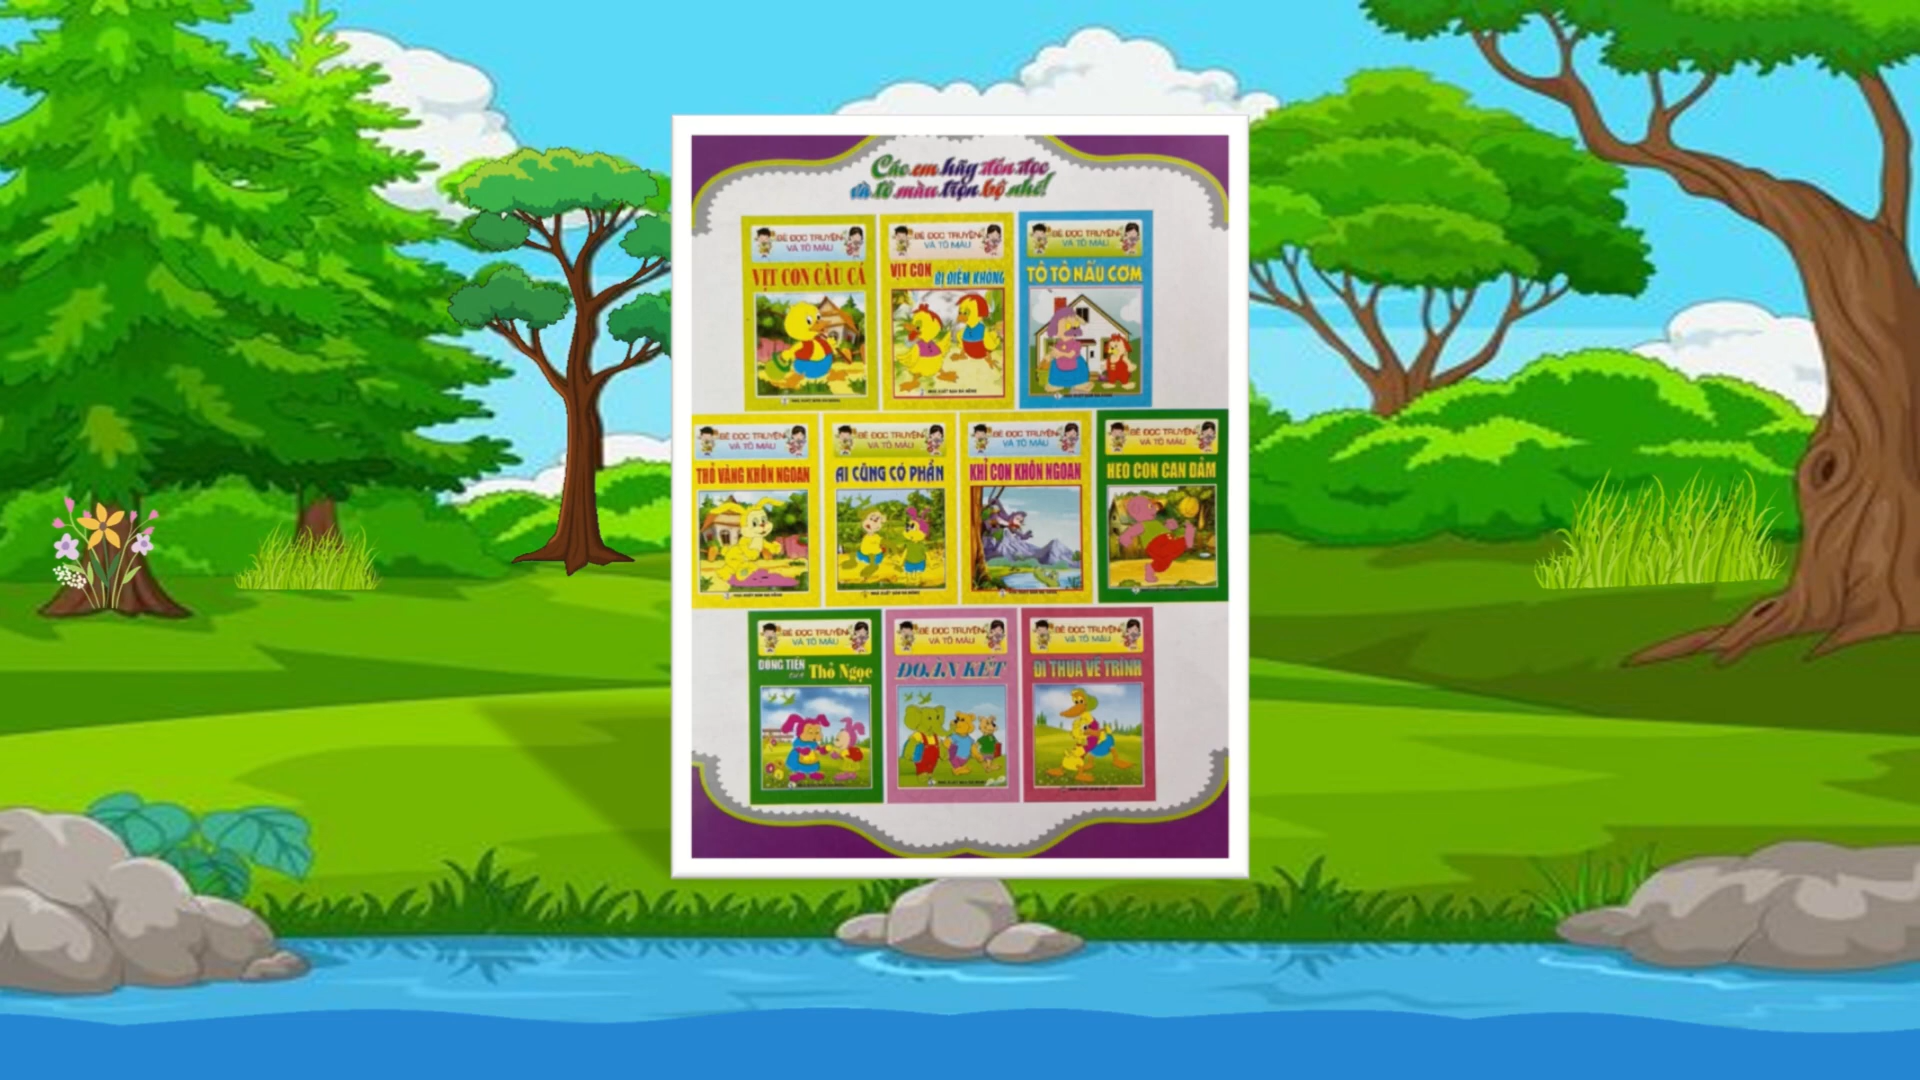 Các em hãy đón đọc
và tô màu trọn bộ nhé!
BÉ ĐỌC TRUYỆN
VÀ TÔ MÀU
VỊT CON CÂU CÁ
BÉ ĐỌC TRUYỆN
VÀ TÔ MÀU
VỊT CON BỊ ĐIỂM KHÔNG
BÉ ĐỌC TRUYỆN
VÀ TÔ MÀU
TÔ TÔ NẤU CƠM
BÉ ĐỌC TRUYỆN
VÀ TÔ MÀU
THỎ VÀNG KHÔN NGOAN
BÉ ĐỌC TRUYỆN
VÀ TÔ MÀU
AI CŨNG CÓ PHẦN
BÉ ĐỌC TRUYỆN
VÀ TÔ MÀU
KHỈ CON KHÔN NGOAN
BÉ ĐỌC TRUYỆN
VÀ TÔ MÀU
HEO CON CAN ĐẢM
BÉ ĐỌC TRUYỆN
VÀ TÔ MÀU
ĐỒNG TIỀN của Thỏ Ngọc
BÉ ĐỌC TRUYỆN
VÀ TÔ MÀU
ĐOÀN KẾT
BÉ ĐỌC TRUYỆN
VÀ TÔ MÀU
ĐI THƯA VỀ TRÌNH